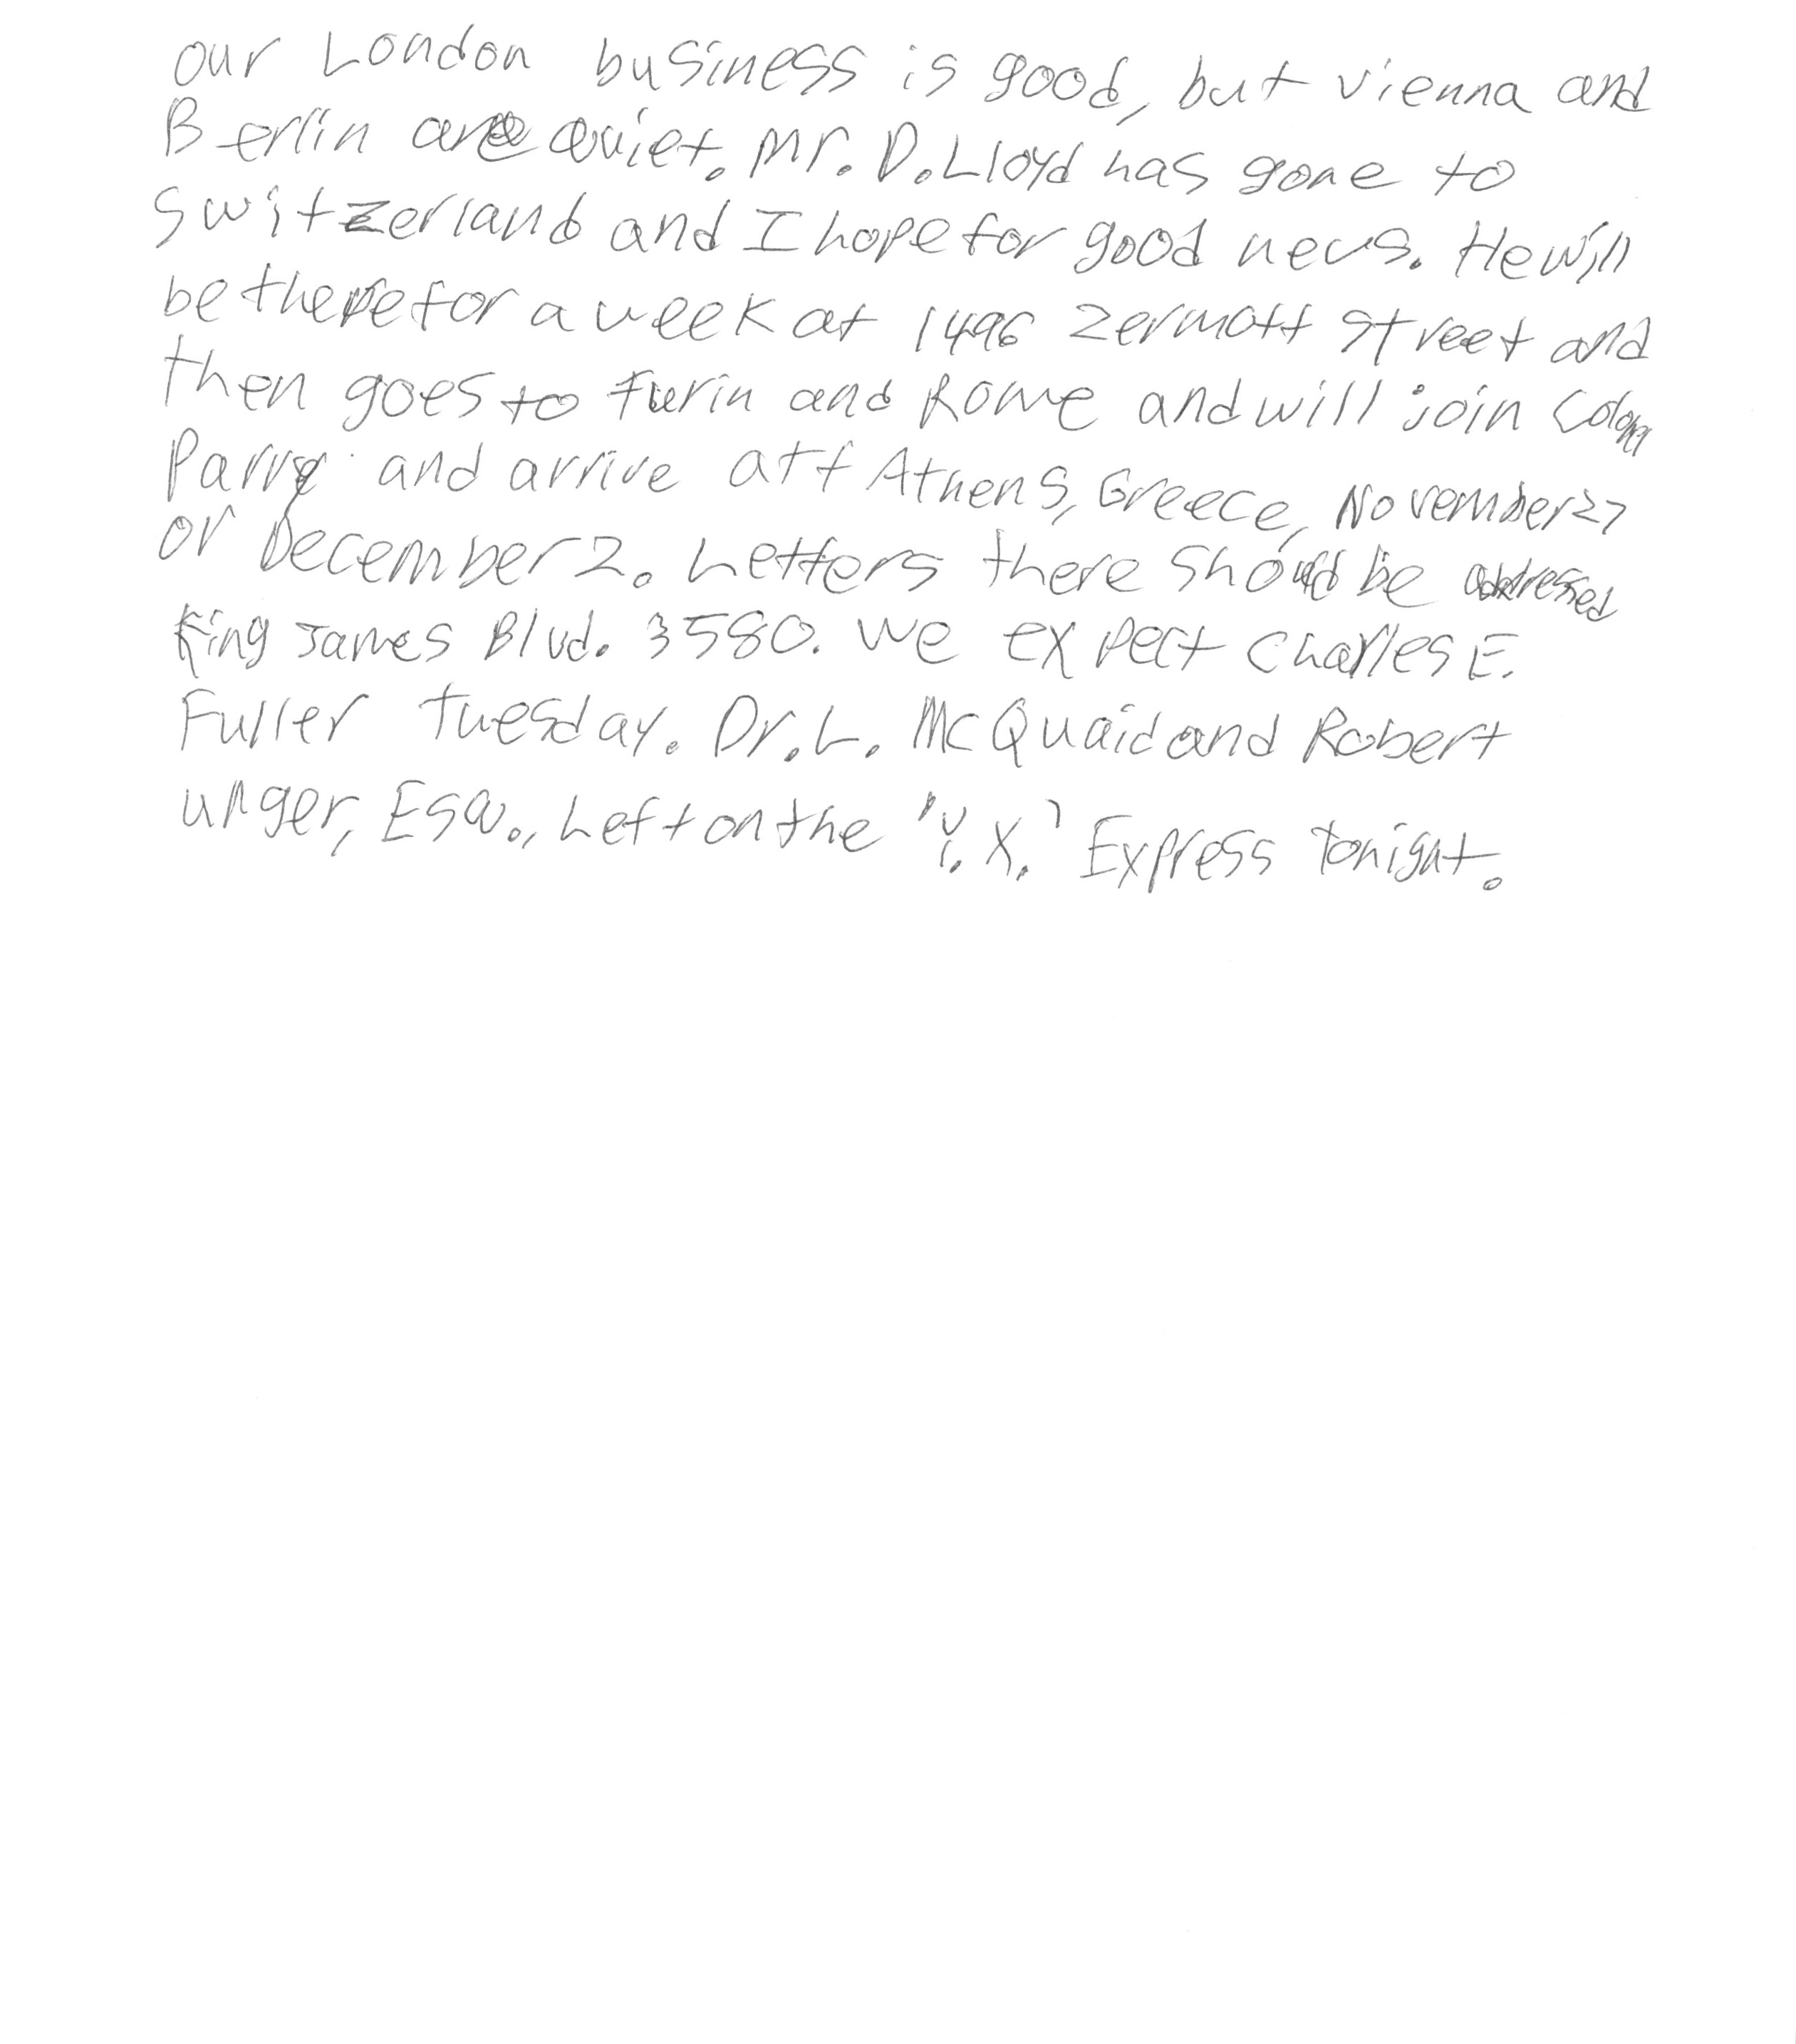 our London business is good, but Vienna and
Berlin are quiet. Mr. D. Lloyd has gone to
Switzerland and I hope for good news. He will
be there for a week at 1496 Zermott street and
then goes to Turin and Rome and will join
Parry and arrive att Athens, Greece, November 27
or December 2. Letters there should be addressed
King James Blvd. 3580. We expect Charles E.
Fuller Tuesday. Dr. L. McQuaid and Robert
unger, Esq., Left on the 'Y. X.' Express tonight.